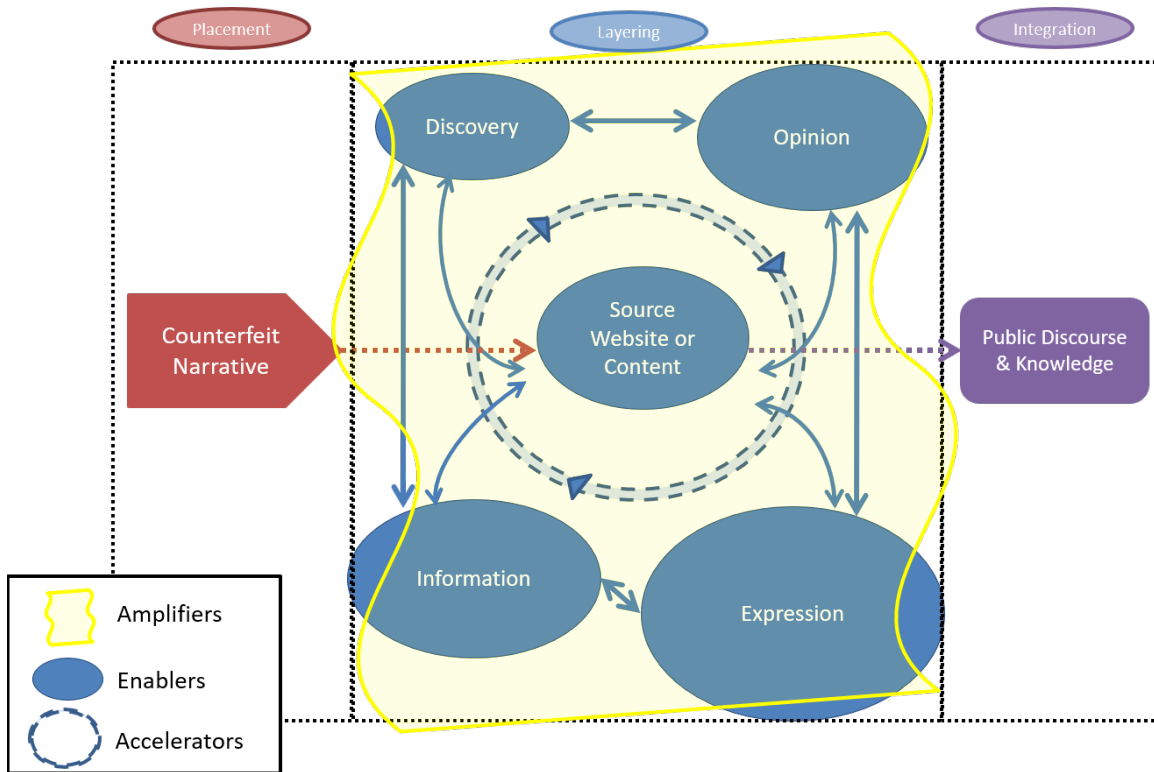 Placement
Layering
Integration
Discovery
Opinion
Counterfeit
Narrative
Source
Website or
Content
Public Discourse
& Knowledge
Information
Expression
Amplifiers
Enablers
Accelerators